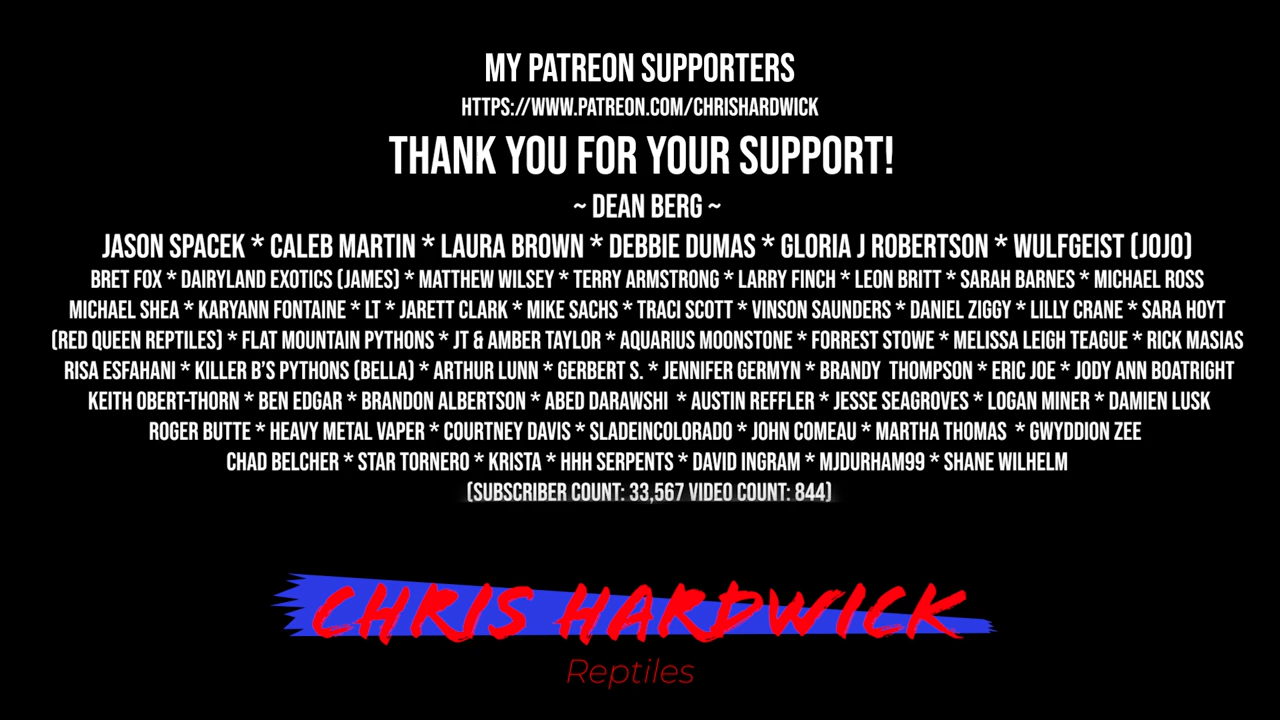 MY PATREON SUPPORTERS
HTTPS://WWW.PATREON.COM/CHRISHARDWICK
THANK YOU FOR YOUR SUPPORT!
~ DEAN BERG ~
JASON SPACEK * CALEB MARTIN * LAURA BROWN * DEBBIE DUMAS * GLORIA J ROBERTSON * WULFGEIST (JOJO)
BRET FOX * DAIRYLAND EXOTICS (JAMES) * MATTHEW WILSEY * TERRY ARMSTRONG * LARRY FINCH * LEON BRITT * SARAH BARNES * MICHAEL ROSS
MICHAEL SHEA * KARYANN FONTAINE * LT * JARETT CLARK * MIKE SACHS * TRACI SCOTT * VINSON SAUNDERS * DANIEL ZIGGY * LILLY CRANE * SARA HOYT
(RED QUEEN REPTILES) * FLAT MOUNTAIN PYTHONS * JT & AMBER TAYLOR * AQUARIUS MOONSTONE * FORREST STOWE * MELISSA LEIGH TEAGUE * RICK MASIAS
RISA ESFAHANI * KILLER B'S PYTHONS (BELLA) * ARTHUR LUNN * GERBERT S. * JENNIFER GERMYN * BRANDY THOMPSON * ERIC JOE * JODY ANN BOATRIGHT
KEITH OBERT-THORN * BEN EDGAR * BRANDON ALBERTSON * ABED DARAWSHI * AUSTIN REFFLER * JESSE SEAGROVES * LOGAN MINER * DAMIEN LUSK
ROGER BUTTE * HEAVY METAL VAPER * COURTNEY DAVIS * SLADEINCOLORADO * JOHN COMEAU * MARTHA THOMAS * GWYDDION ZEE
CHAD BELCHER * STAR TORNERO * KRISTA * HHH SERPENTS * DAVID INGRAM * MJDURHAM99 * SHANE WILHELM
(SUBSCRIBER COUNT: 33,567 VIDEO COUNT: 844)
CHRIS HARDWICK
Reptiles